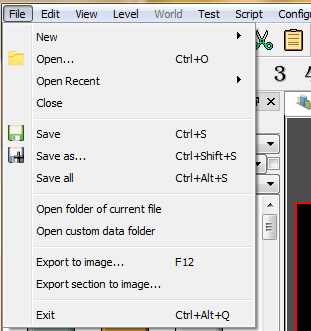 File Edit View Level World Test Script
New
Open... Ctrl+O
Open Recent
3
Close
Save Ctrl+S
Save as... Ctrl+Shift+S
Save all Ctrl+Alt+S
Open folder of current file
Open custom data folder
Export to image... F12
Export section to image...
Exit Ctrl+Alt+Q